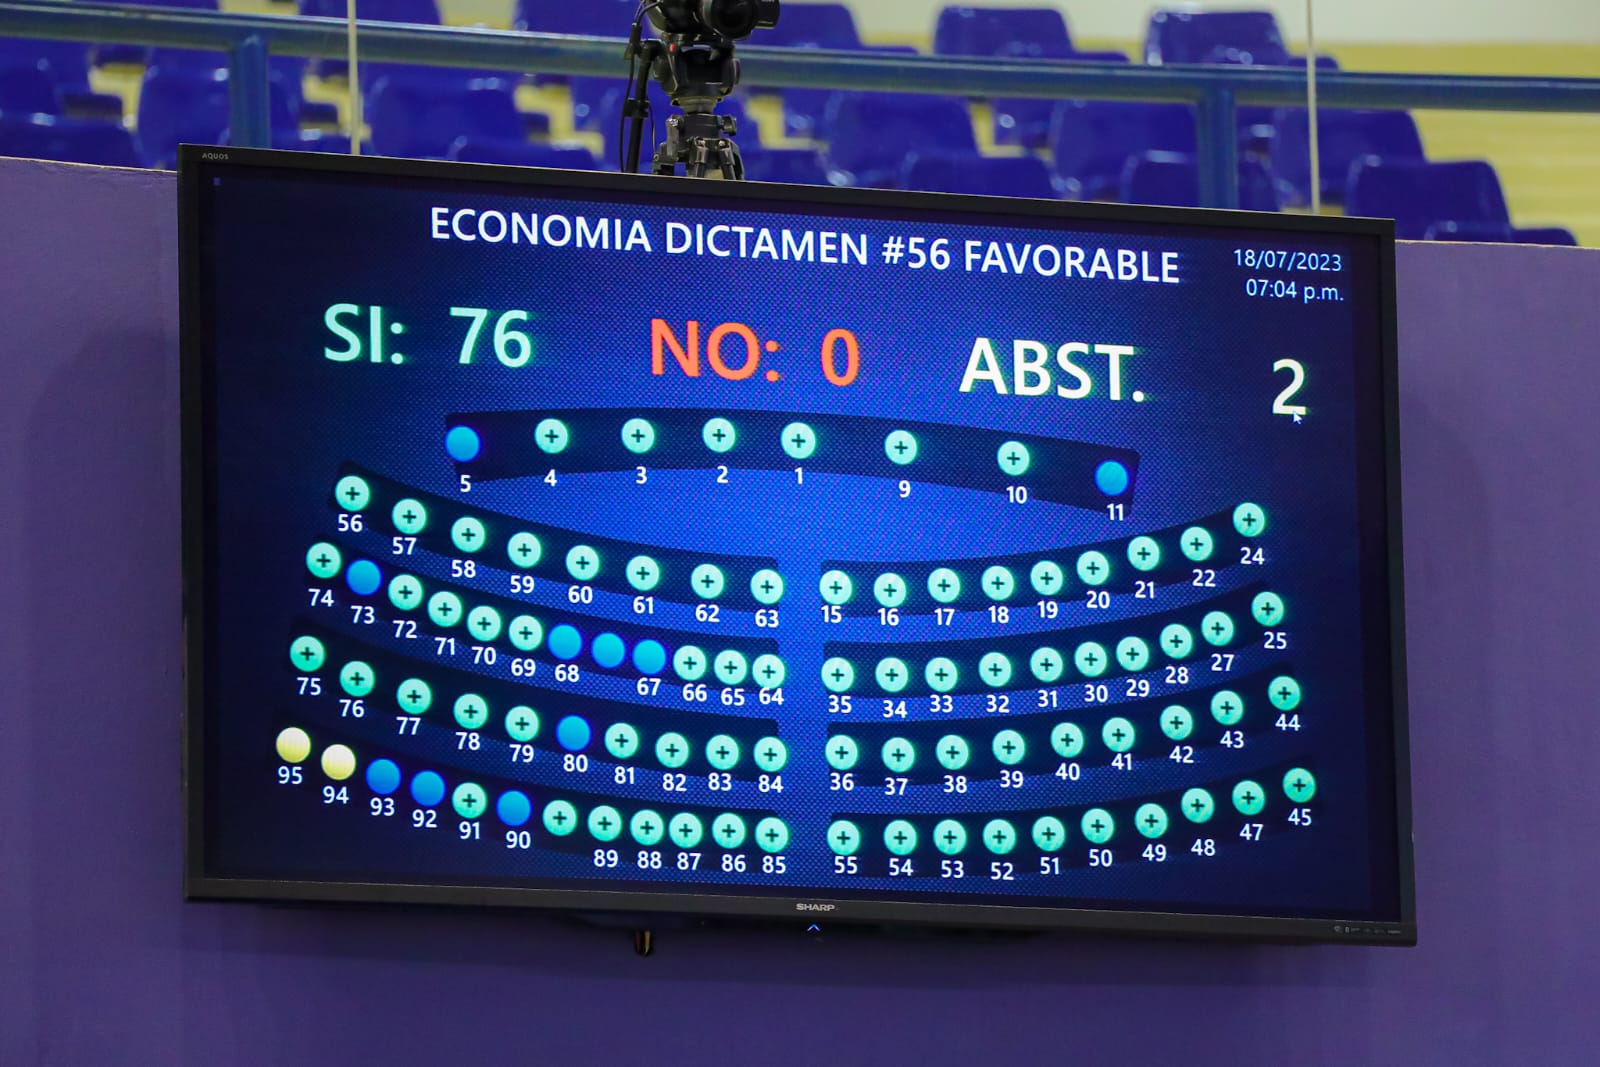 AQUOS
ECONOMIA DICTAMEN #56 FAVORABLE
18/07/2023
07:04 p.m.
SI: 76 NO: 0 ABST. 2
5 4 3 2 1 9 10 11
56 57 58 59 60 61 62 63 15 16 17 18 19 20 21 22 24
74 73 72 71 70 69 68 67 66 65 64 35 34 33 32 31 30 29 28 27 25
75 76 77 78 79 80 81 82 83 84 36 37 38 39 40 41 42 43 44
95 94 93 92 91 90 89 88 87 86 85 55 54 53 52 51 50 49 48 47 45
SHARP